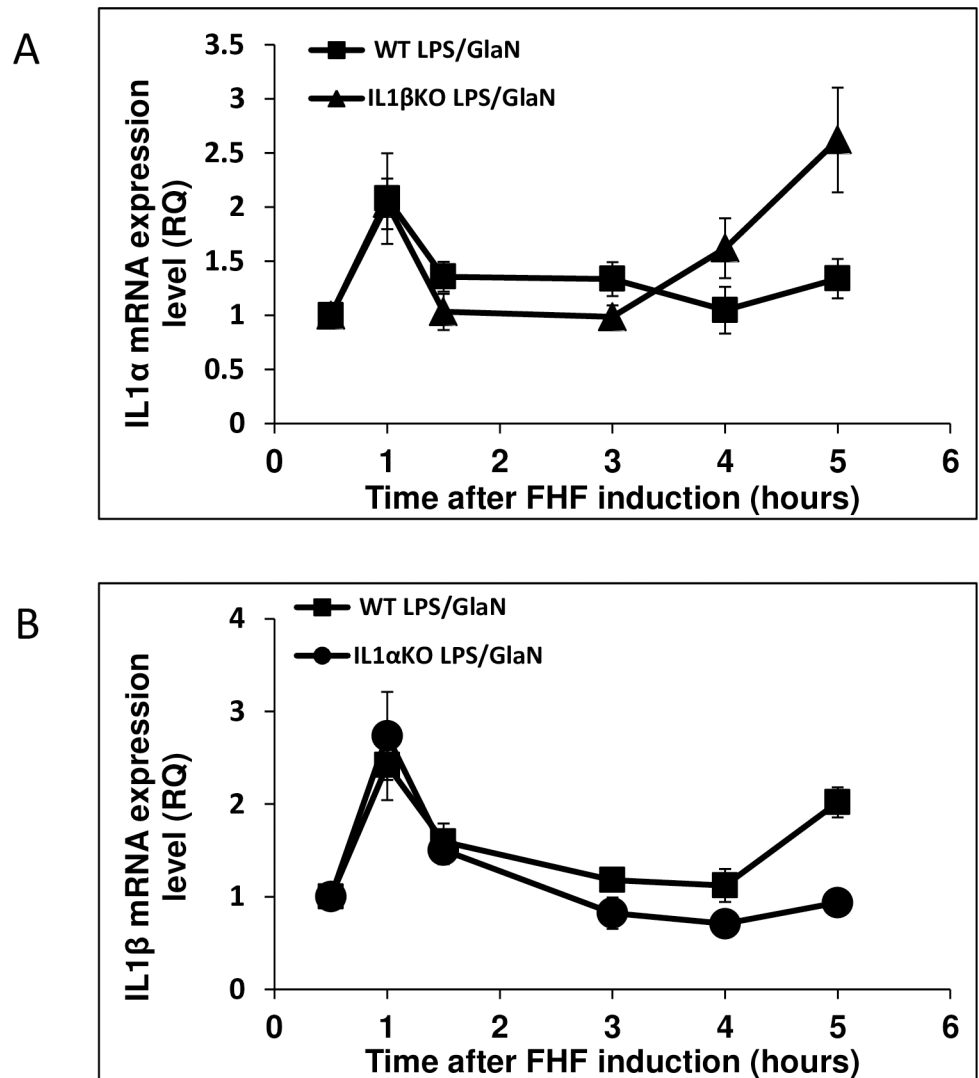 A
WT LPS/GlaN
IL1βKO LPS/GlaN
IL1α mRNA expression
level (RQ)
3.5
3
2.5
2
1.5
1
0.5
0
0 1 2 3 4 5 6
Time after FHF induction (hours)
B
WT LPS/GlaN
IL1αKO LPS/GlaN
IL1β mRNA expression
level (RQ)
4
3
2
1
0
0 1 2 3 4 5 6
Time after FHF induction (hours)